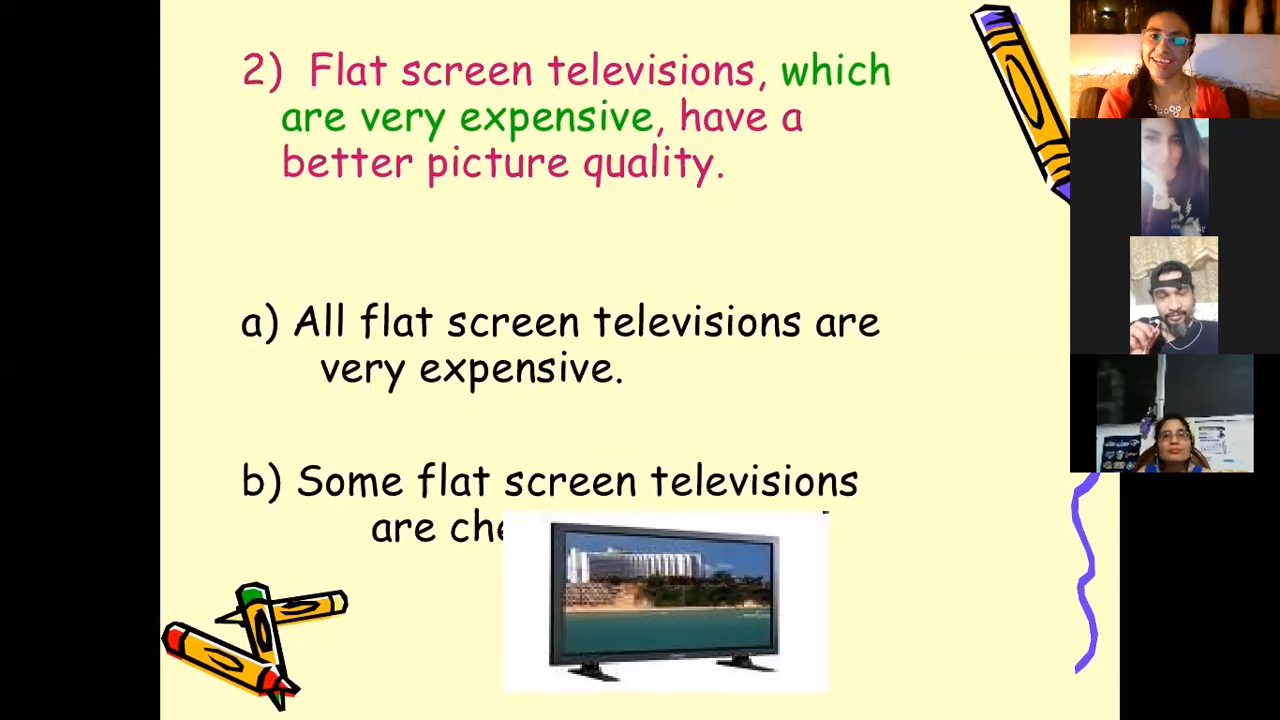 2) Flat screen televisions, which
are very expensive, have a
better picture quality.
a) All flat screen televisions are
very expensive.
b) Some flat screen televisions
are